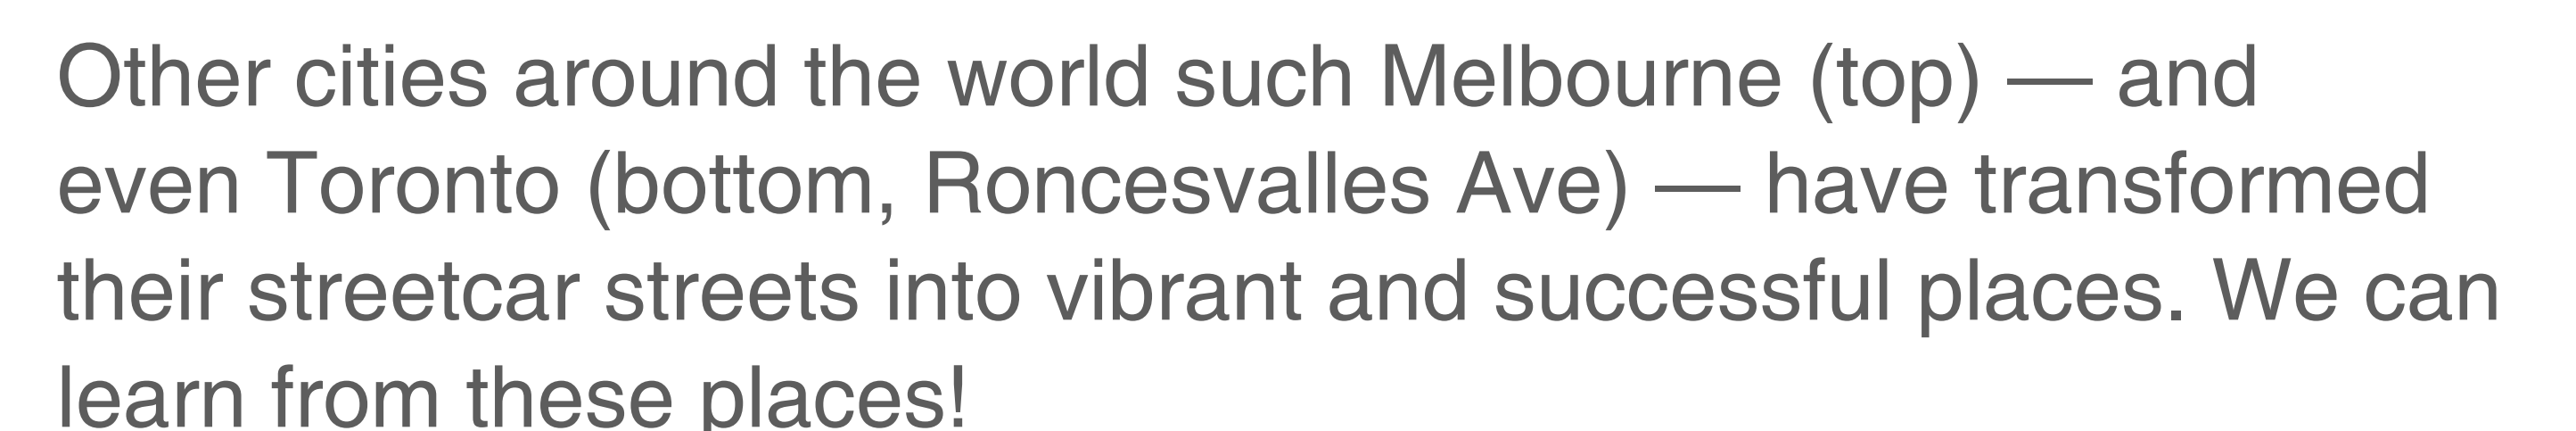 Other cities around the world such Melbourne (top) — and
even Toronto (bottom, Roncesvalles Ave) — have transformed
their streetcar streets into vibrant and successful places. We can
learn from these places!